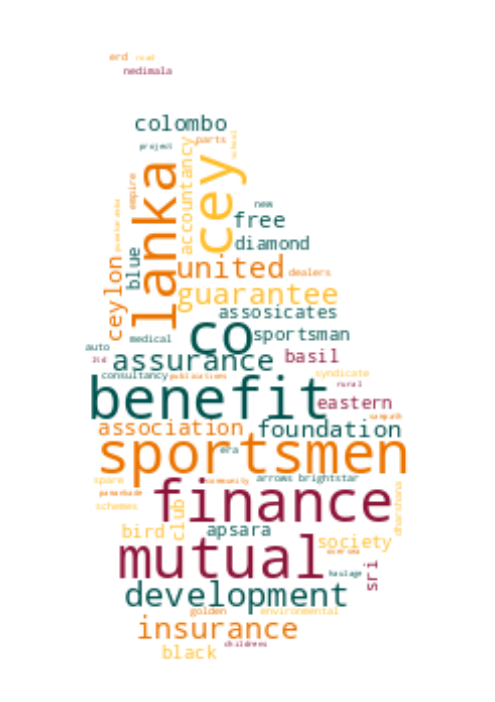 erd road
nedimala
colombo
project parts
school
lanka
cey
accountancy
empire
new
free
blue
diamond
ceylon
united dealers
guarantee
assosicates
co sportsman
medical
auto
ltd
assurance basil
consultancy publications syndicate
rural
benefit
eastern
sampath
association foundation
sportsmen
era
spare community arrows brightstar
dharshana
panankade
finance
schemes
bird club apsara
society
oversea
mutual
haulage
sri
development
golden environmental
insurance
childrens
black